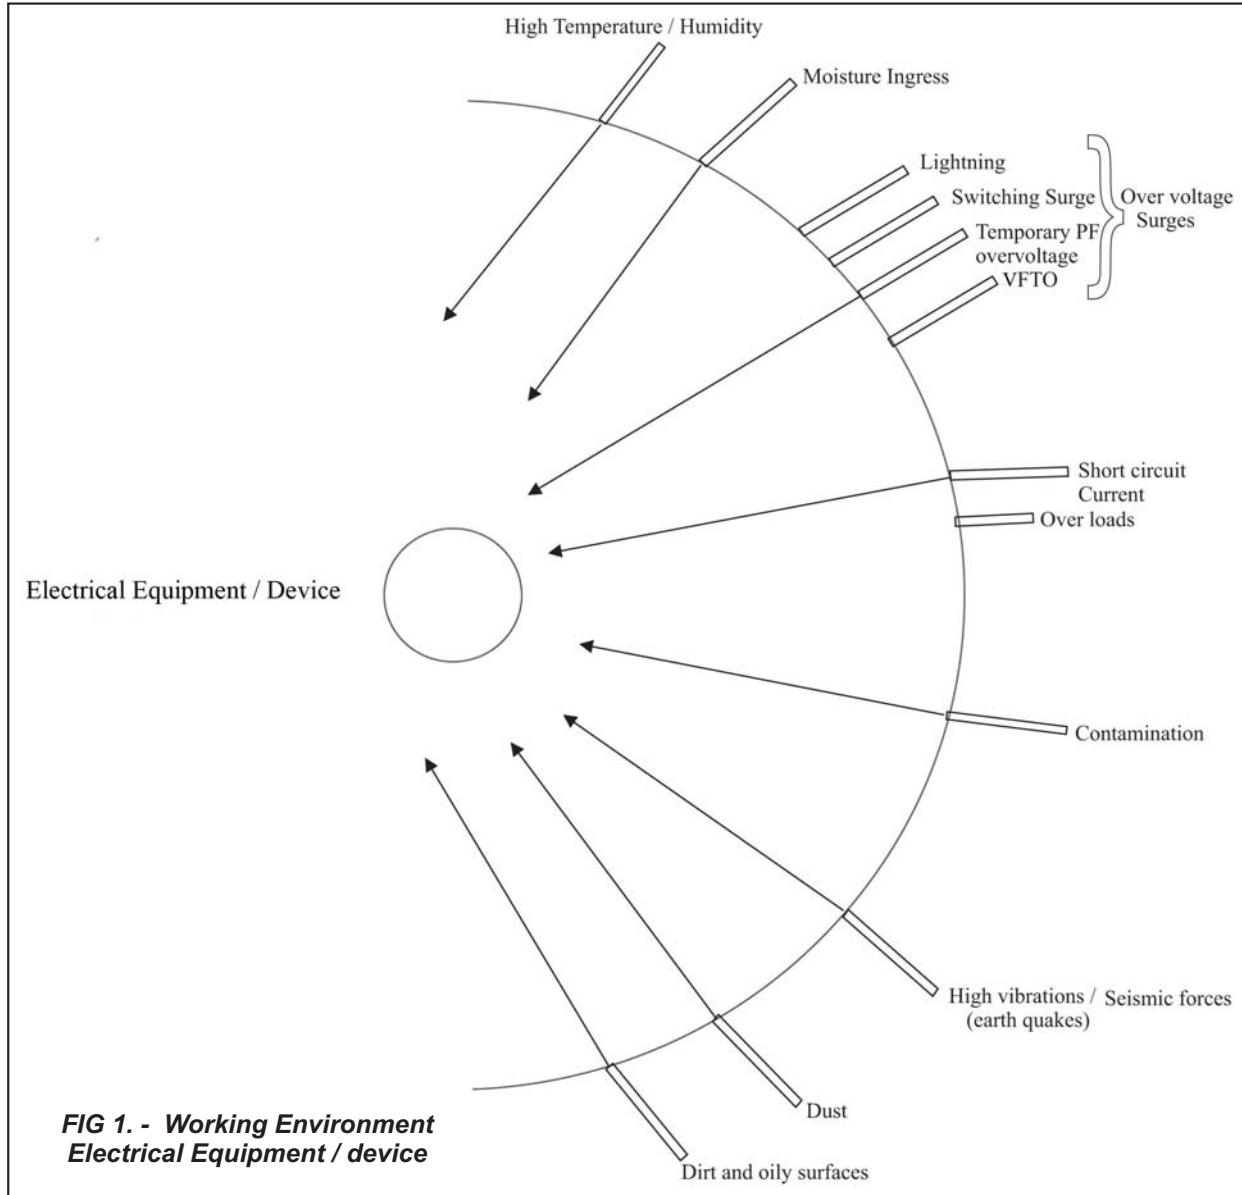 High Temperature / Humidity
Moisture Ingress
Lightning
Switching Surge
Temporary PF
overvoltage
VFTO
Over voltage
Surges
Short circuit
Current
Over loads
Electrical Equipment / Device
Contamination
High vibrations / Seismic forces
(earth quakes)
Dust
Dirt and oily surfaces
FIG 1. - Working Environment
Electrical Equipment / device